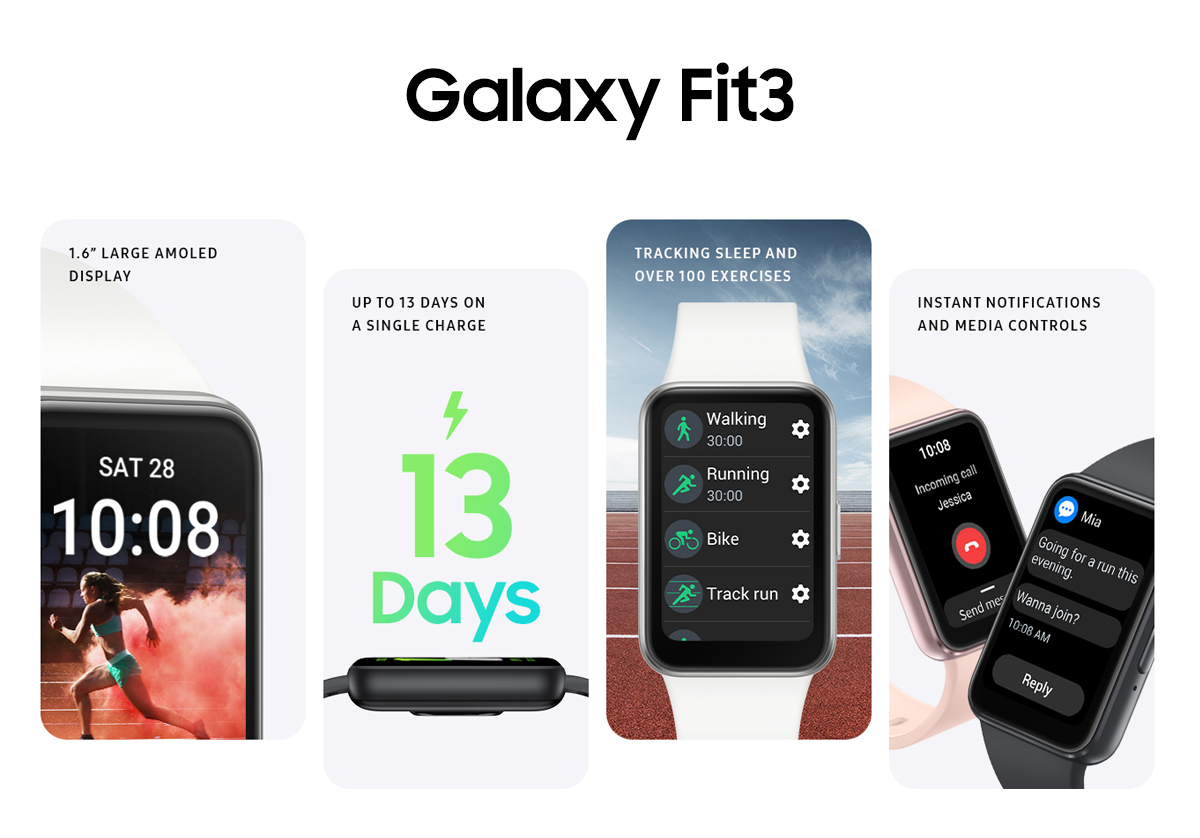 Galaxy Fit3
1.6” LARGE AMOLED
DISPLAY
SAT 28
10:08
UP TO 13 DAYS ON
A SINGLE CHARGE
13
Days
TRACKING SLEEP AND
OVER 100 EXERCISES
Walking
30:00
Running
30:00
Bike
Track run
INSTANT NOTIFICATIONS
AND MEDIA CONTROLS
10:08
Incoming call
Jessica
Send mes
Mia
Going for a run this
evening.
Wanna join?
10:08 AM
Reply